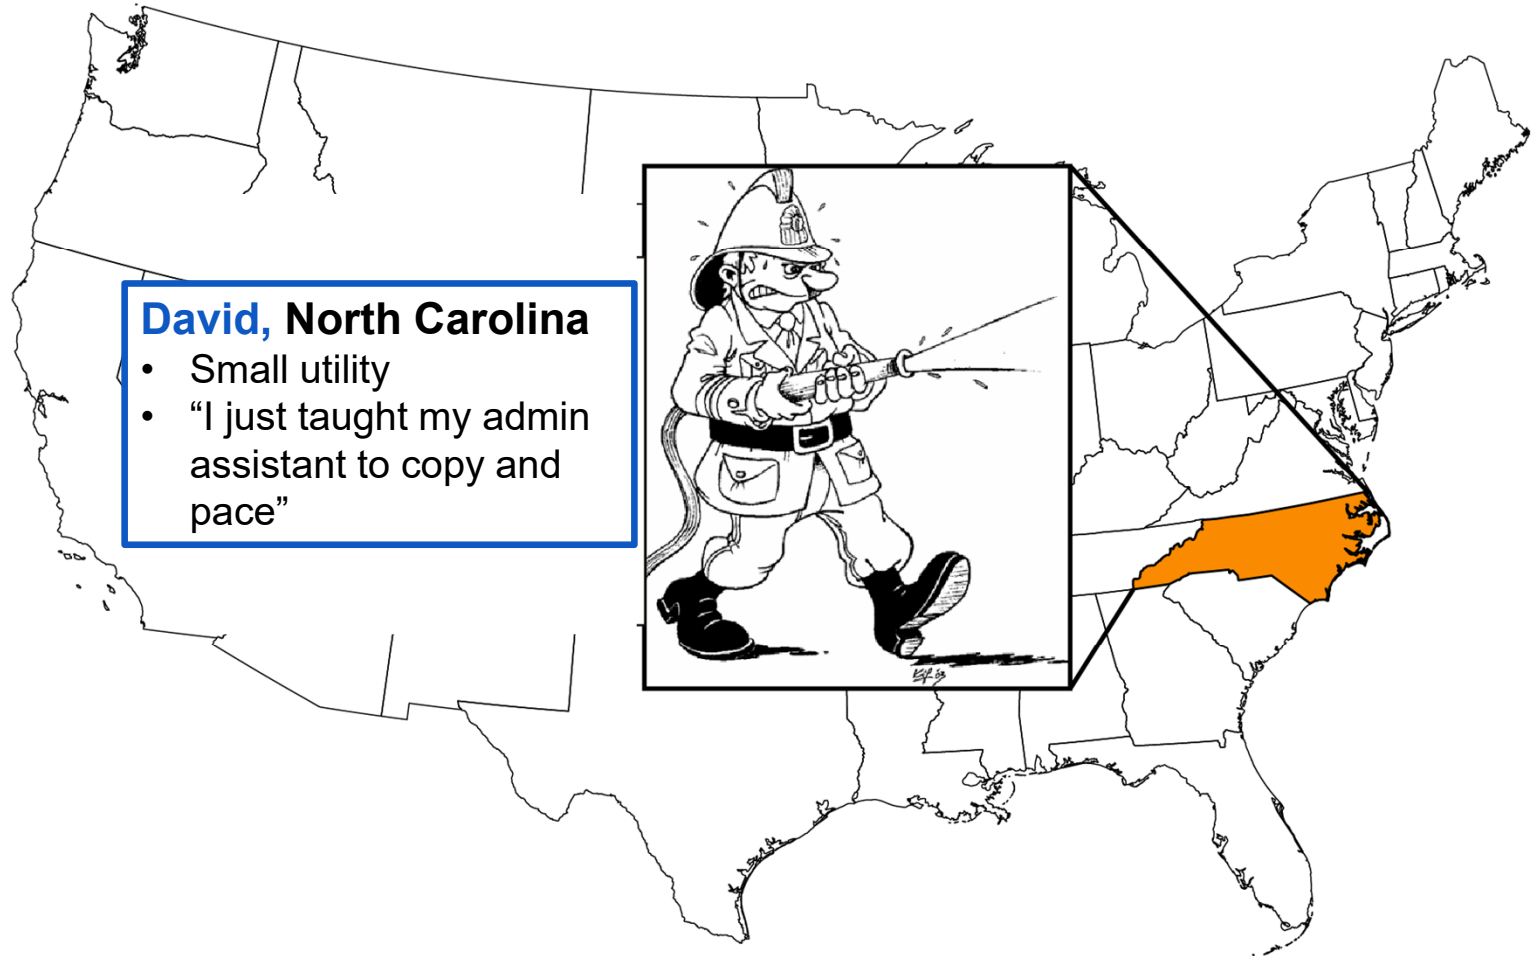 David, North Carolina
• Small utility
• “I just taught my admin
assistant to copy and
pace”